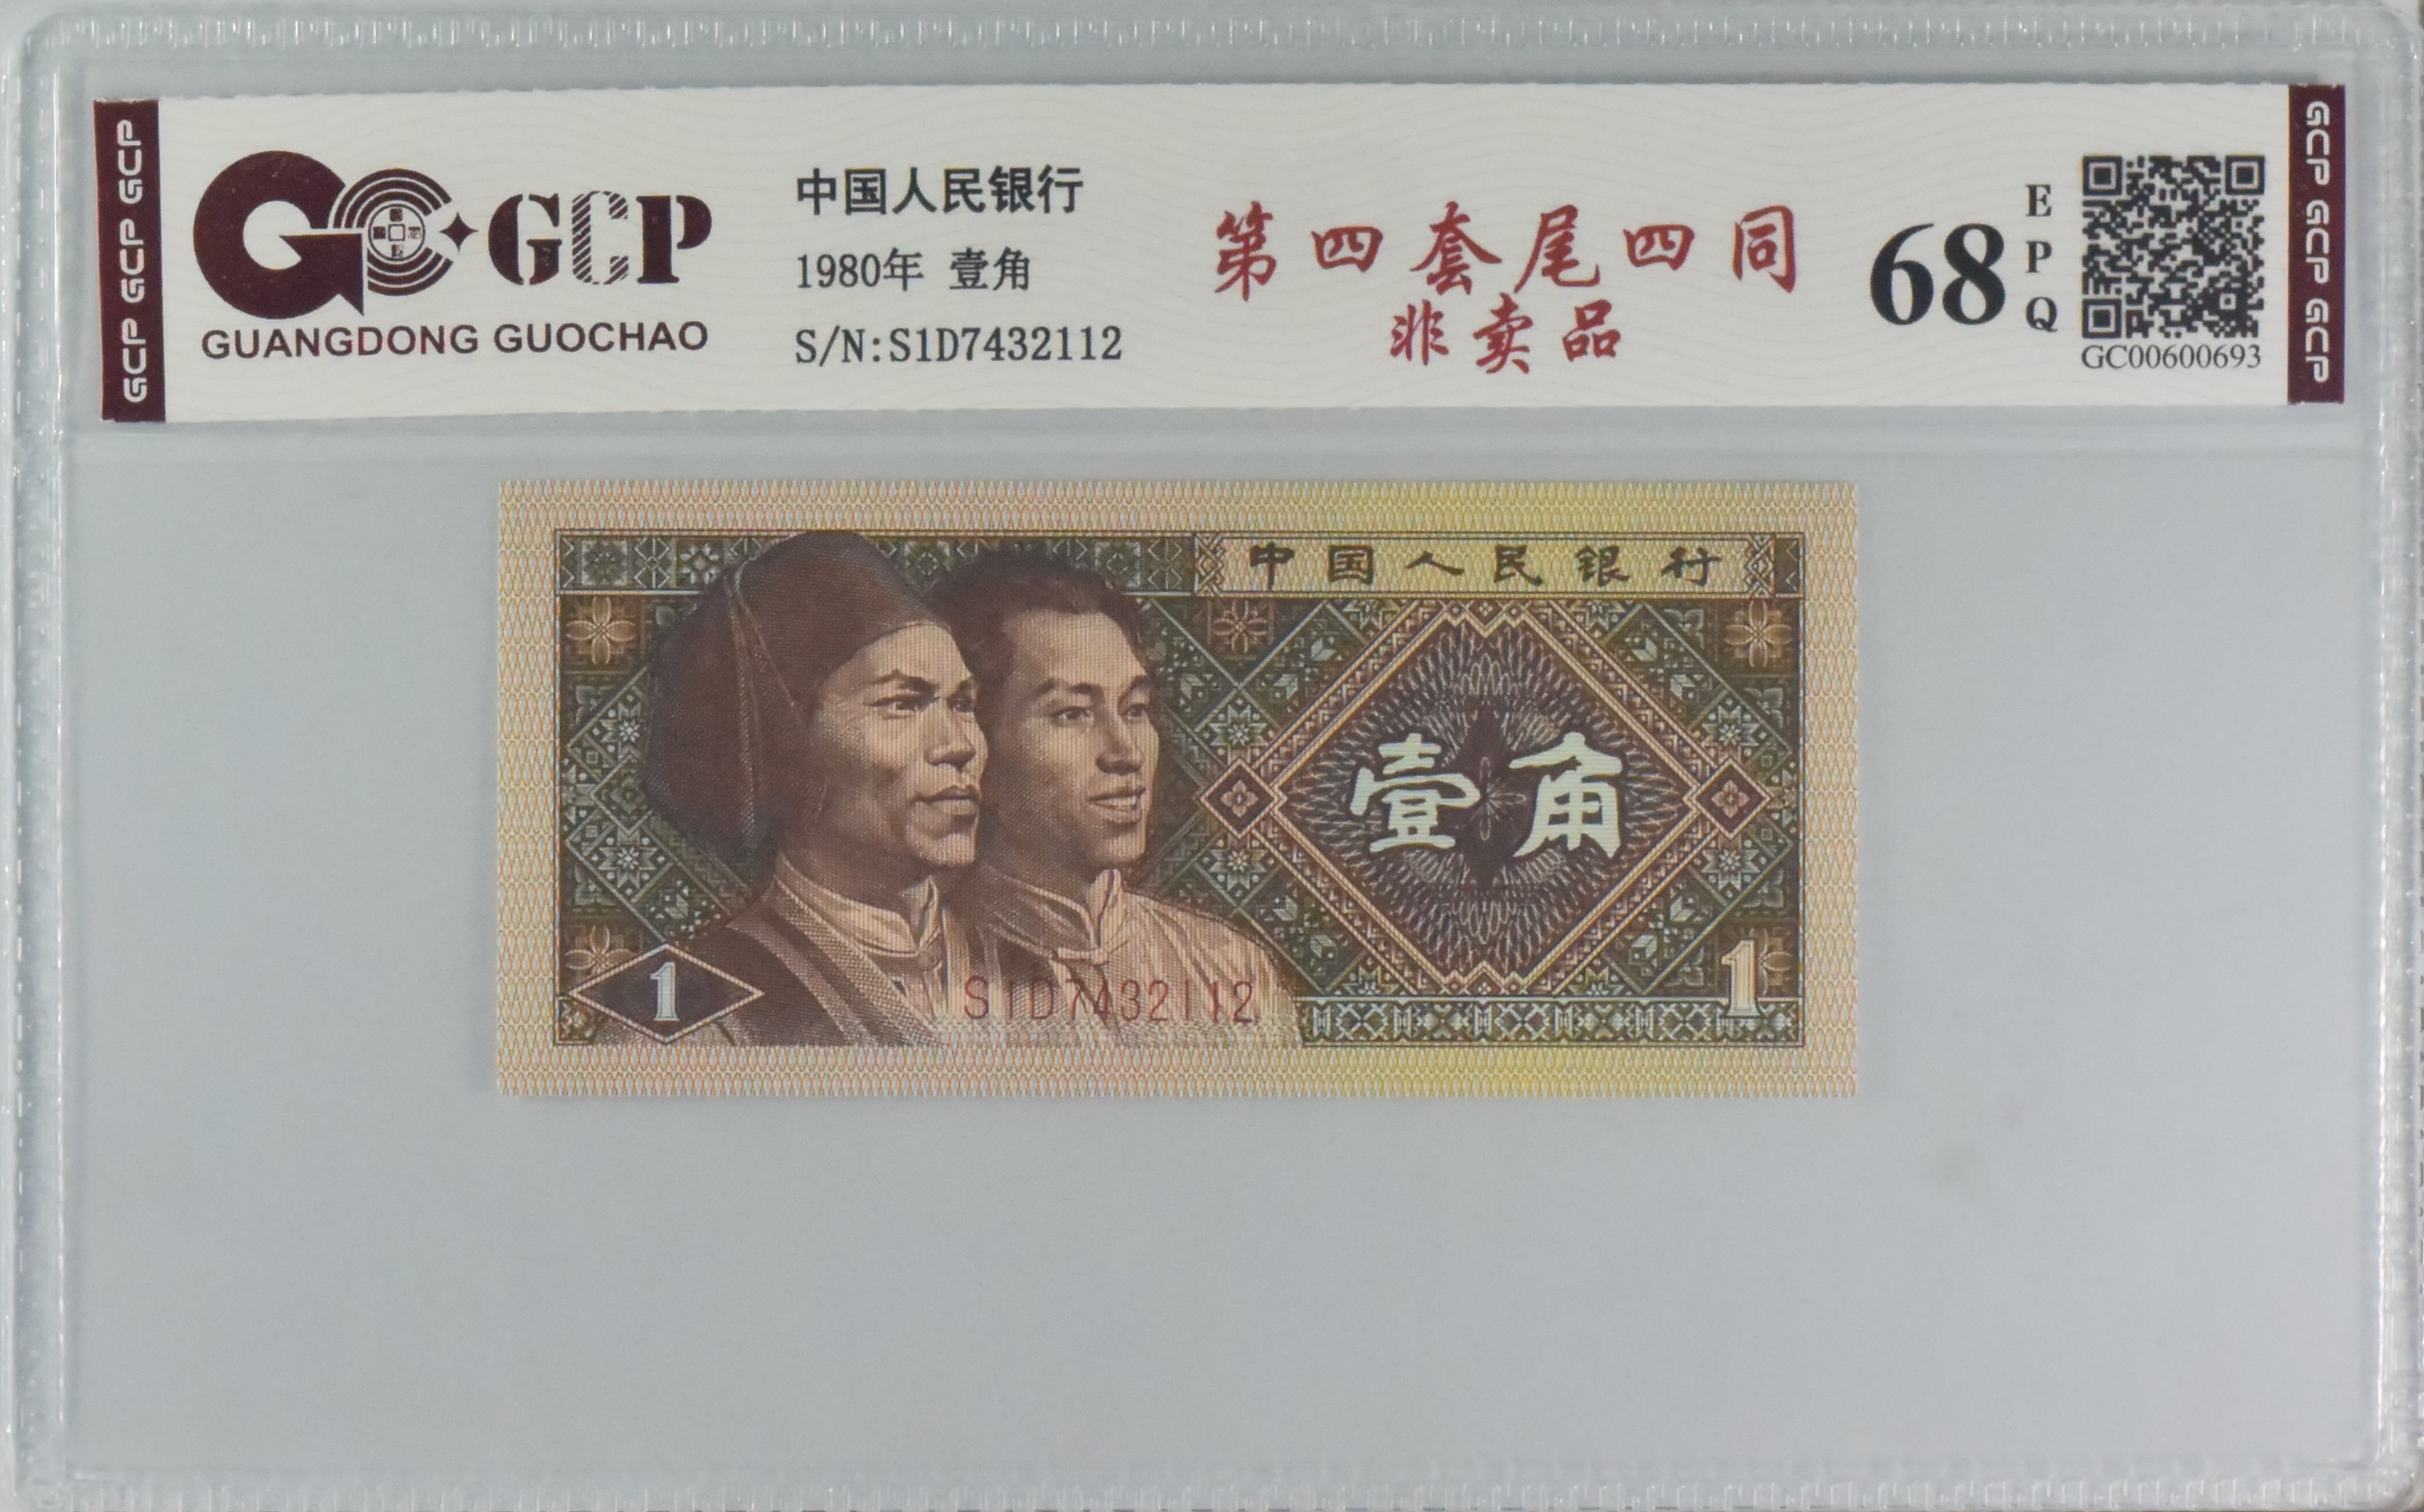 GCP GCP GCP
GCP
GUANGDONG GUOCHAO
中国人民银行
1980年 壹角
S/N:S1D7432112
第四套尾四同
非卖品
68
EPQ
GC00600693
GCP GCP GCP
中国人民银行
壹角
1
S1D7432112
1